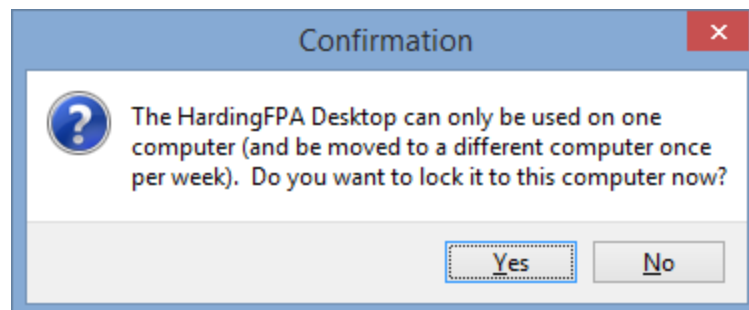 Confirmation
The HardingFPA Desktop can only be used on one
computer (and be moved to a different computer once
per week).  Do you want to lock it to this computer now?
Yes
No